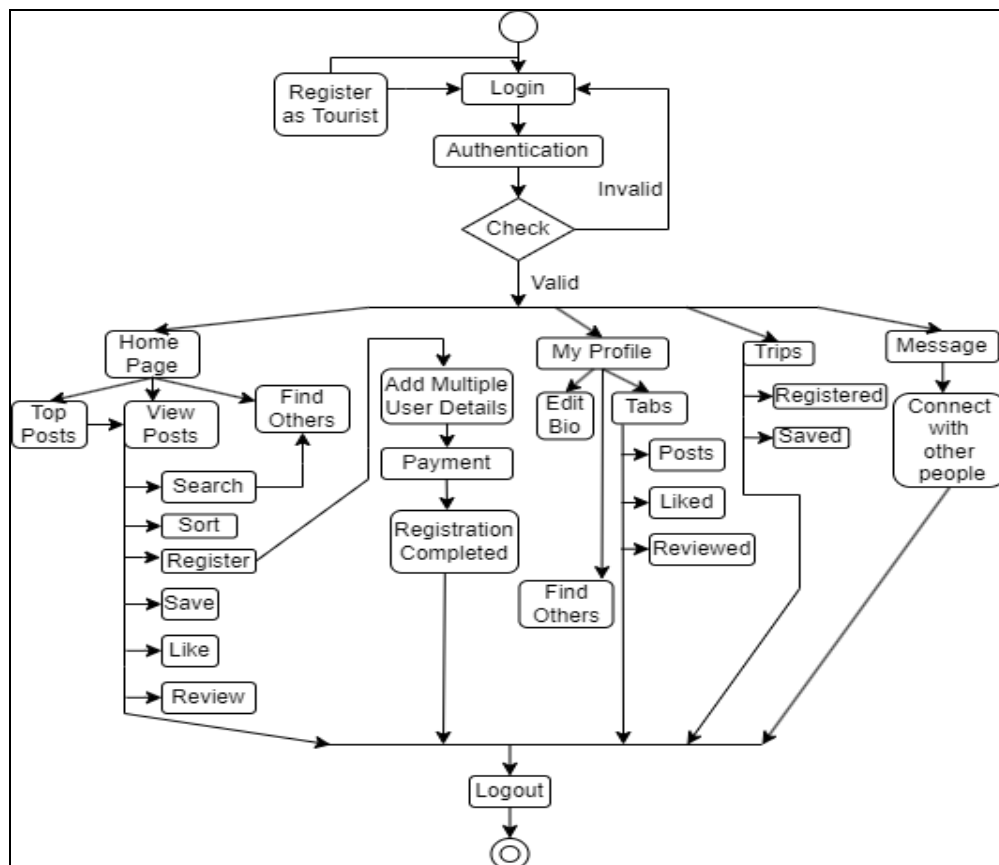 Register
as Tourist
Login
Authentication
Invalid
Check
Valid
Home
Page
My Profile
Trips
Message
Top
Posts
View
Posts
Find
Others
Add Multiple
User Details
Edit
Bio
Tabs
Registered
Saved
Connect
with
other
people
Search
Payment
Posts
Sort
Register
Registration
Completed
Liked
Reviewed
Save
Find
Others
Like
Review
Logout